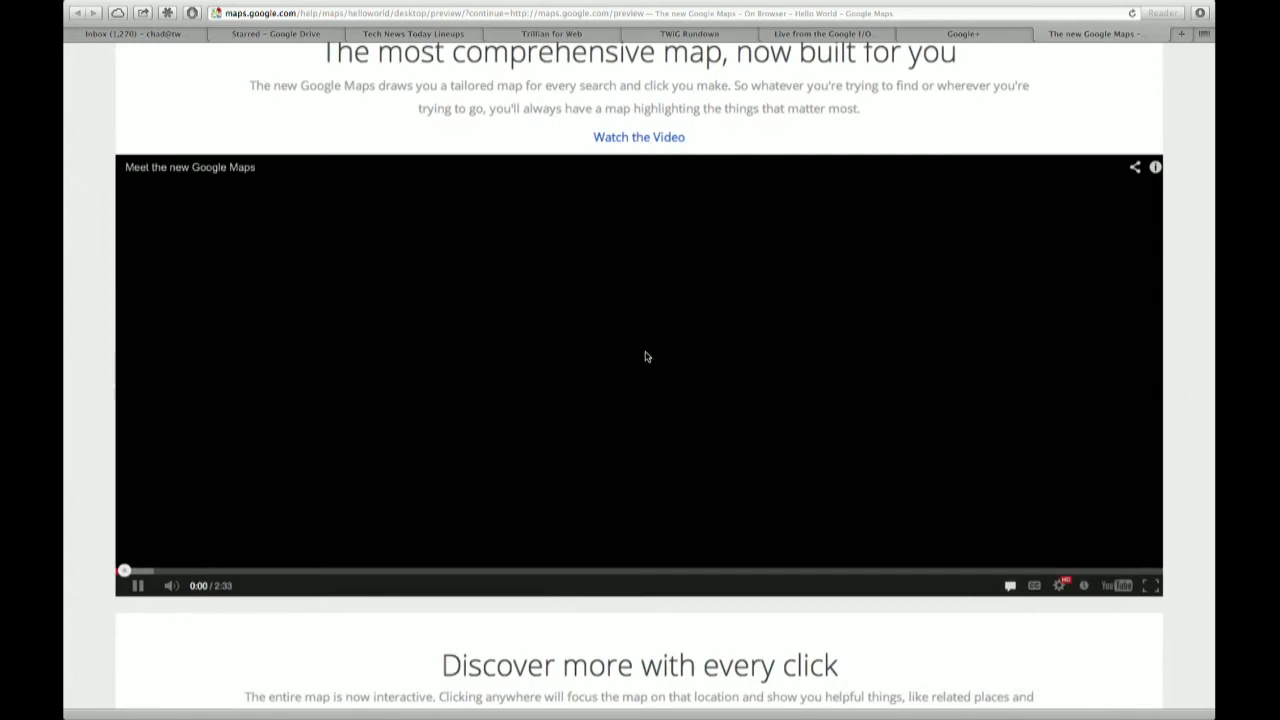 maps.google.com/help/maps/helloworld/desktop/preview/?continue=http://maps.google.com/preview — The new Google Maps – On Browser – Hello World – Google Maps
Reader
Inbox (1,270) – chad@tw
Starred – Google Drive
Tech News Today Lineups
Trillian for Web
TWiG Rundown
Live from the Google I/O
Google+
The new Google Maps –...
The most comprehensive map, now built for you
The new Google Maps draws you a tailored map for every search and click you make. So whatever you're trying to find or wherever you're
trying to go, you'll always have a map highlighting the things that matter most.
Watch the Video
Meet the new Google Maps
0:00 / 2:33
CC
HD
YouTube
Discover more with every click
The entire map is now interactive. Clicking anywhere will focus the map on that location and show you helpful things, like related places and